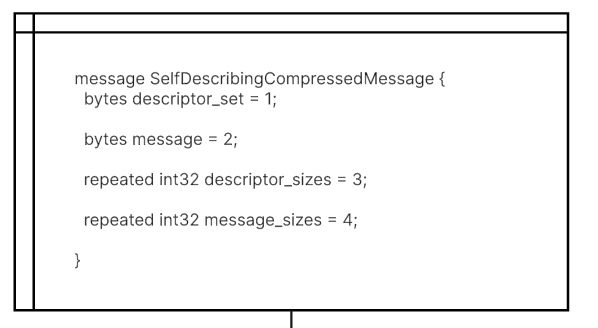 message SelfDescribingCompressedMessage {
bytes descriptor_set = 1;
bytes message = 2;
repeated int32 descriptor_sizes = 3;
repeated int32 message_sizes = 4;
}